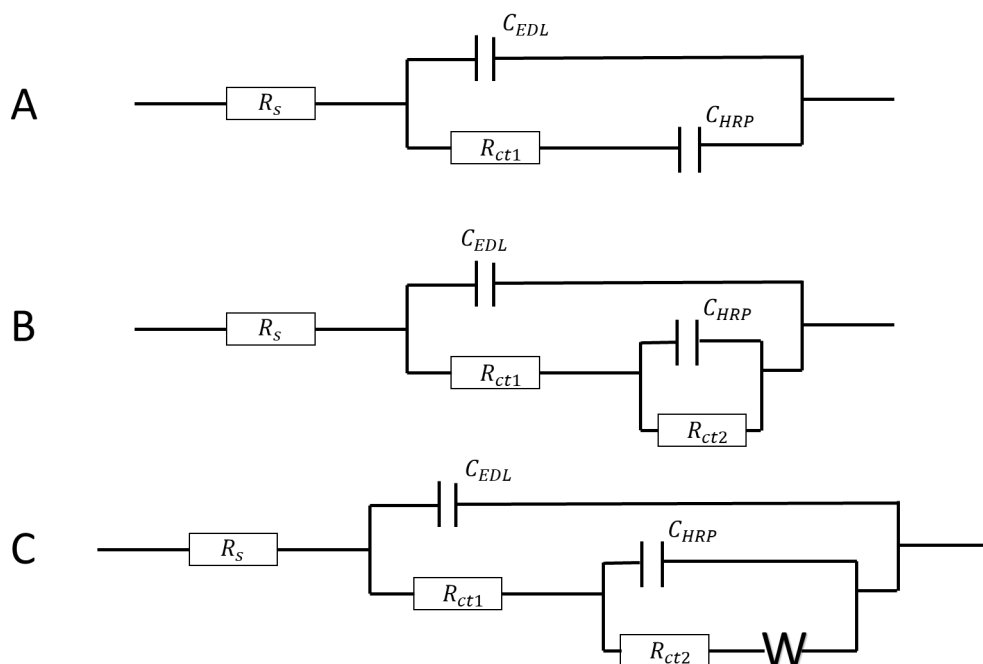 C_EDL
A
R_s
C_HRP
R_ct1
C_EDL
B
R_s
C_HRP
R_ct1
R_ct2
C_EDL
C
R_s
C_HRP
R_ct1
R_ct2
W